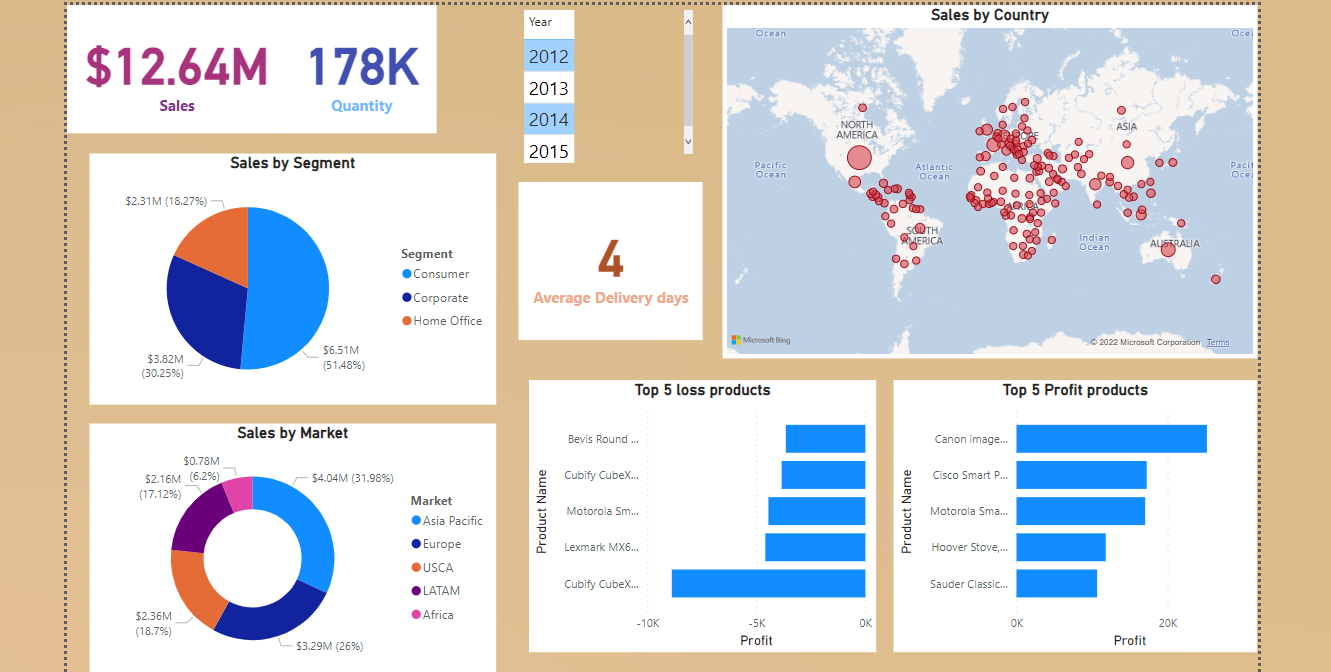 $12.64M
Sales
178K
Quantity
Year
2012
2013
2014
2015
Sales by Country
Ocean
Ocea
NORTH
AMERICA
ASIA
Pacific
Ocean
Atlantic
Ocean
Pacif
Ocea
AFRICA
SOUTH
AMERICA
Indian
Ocean
AUSTRALIA
Microsoft Bing
© 2022 Microsoft Corporation
Terms
Sales by Segment
$2.31M (18.27%)
$3.82M
(30.25%)
$6.51M
(51.48%)
Segment
Consumer
Corporate
Home Office
4
Average Delivery days
Sales by Market
$0.78M
(6.2%)
$2.16M
(17.12%)
$4.04M (31.98%)
$2.36M
(18.7%)
$3.29M (26%)
Market
Asia Pacific
Europe
USCA
LATAM
Africa
Top 5 loss products
Product Name
Bevis Round ...
Cubify CubeX...
Motorola Sm...
Lexmark MX6...
Cubify CubeX...
-10K
-5K
0K
Profit
Top 5 Profit products
Product Name
Canon image...
Cisco Smart P...
Motorola Sma...
Hoover Stove,...
Sauder Classic...
0K
20K
Profit